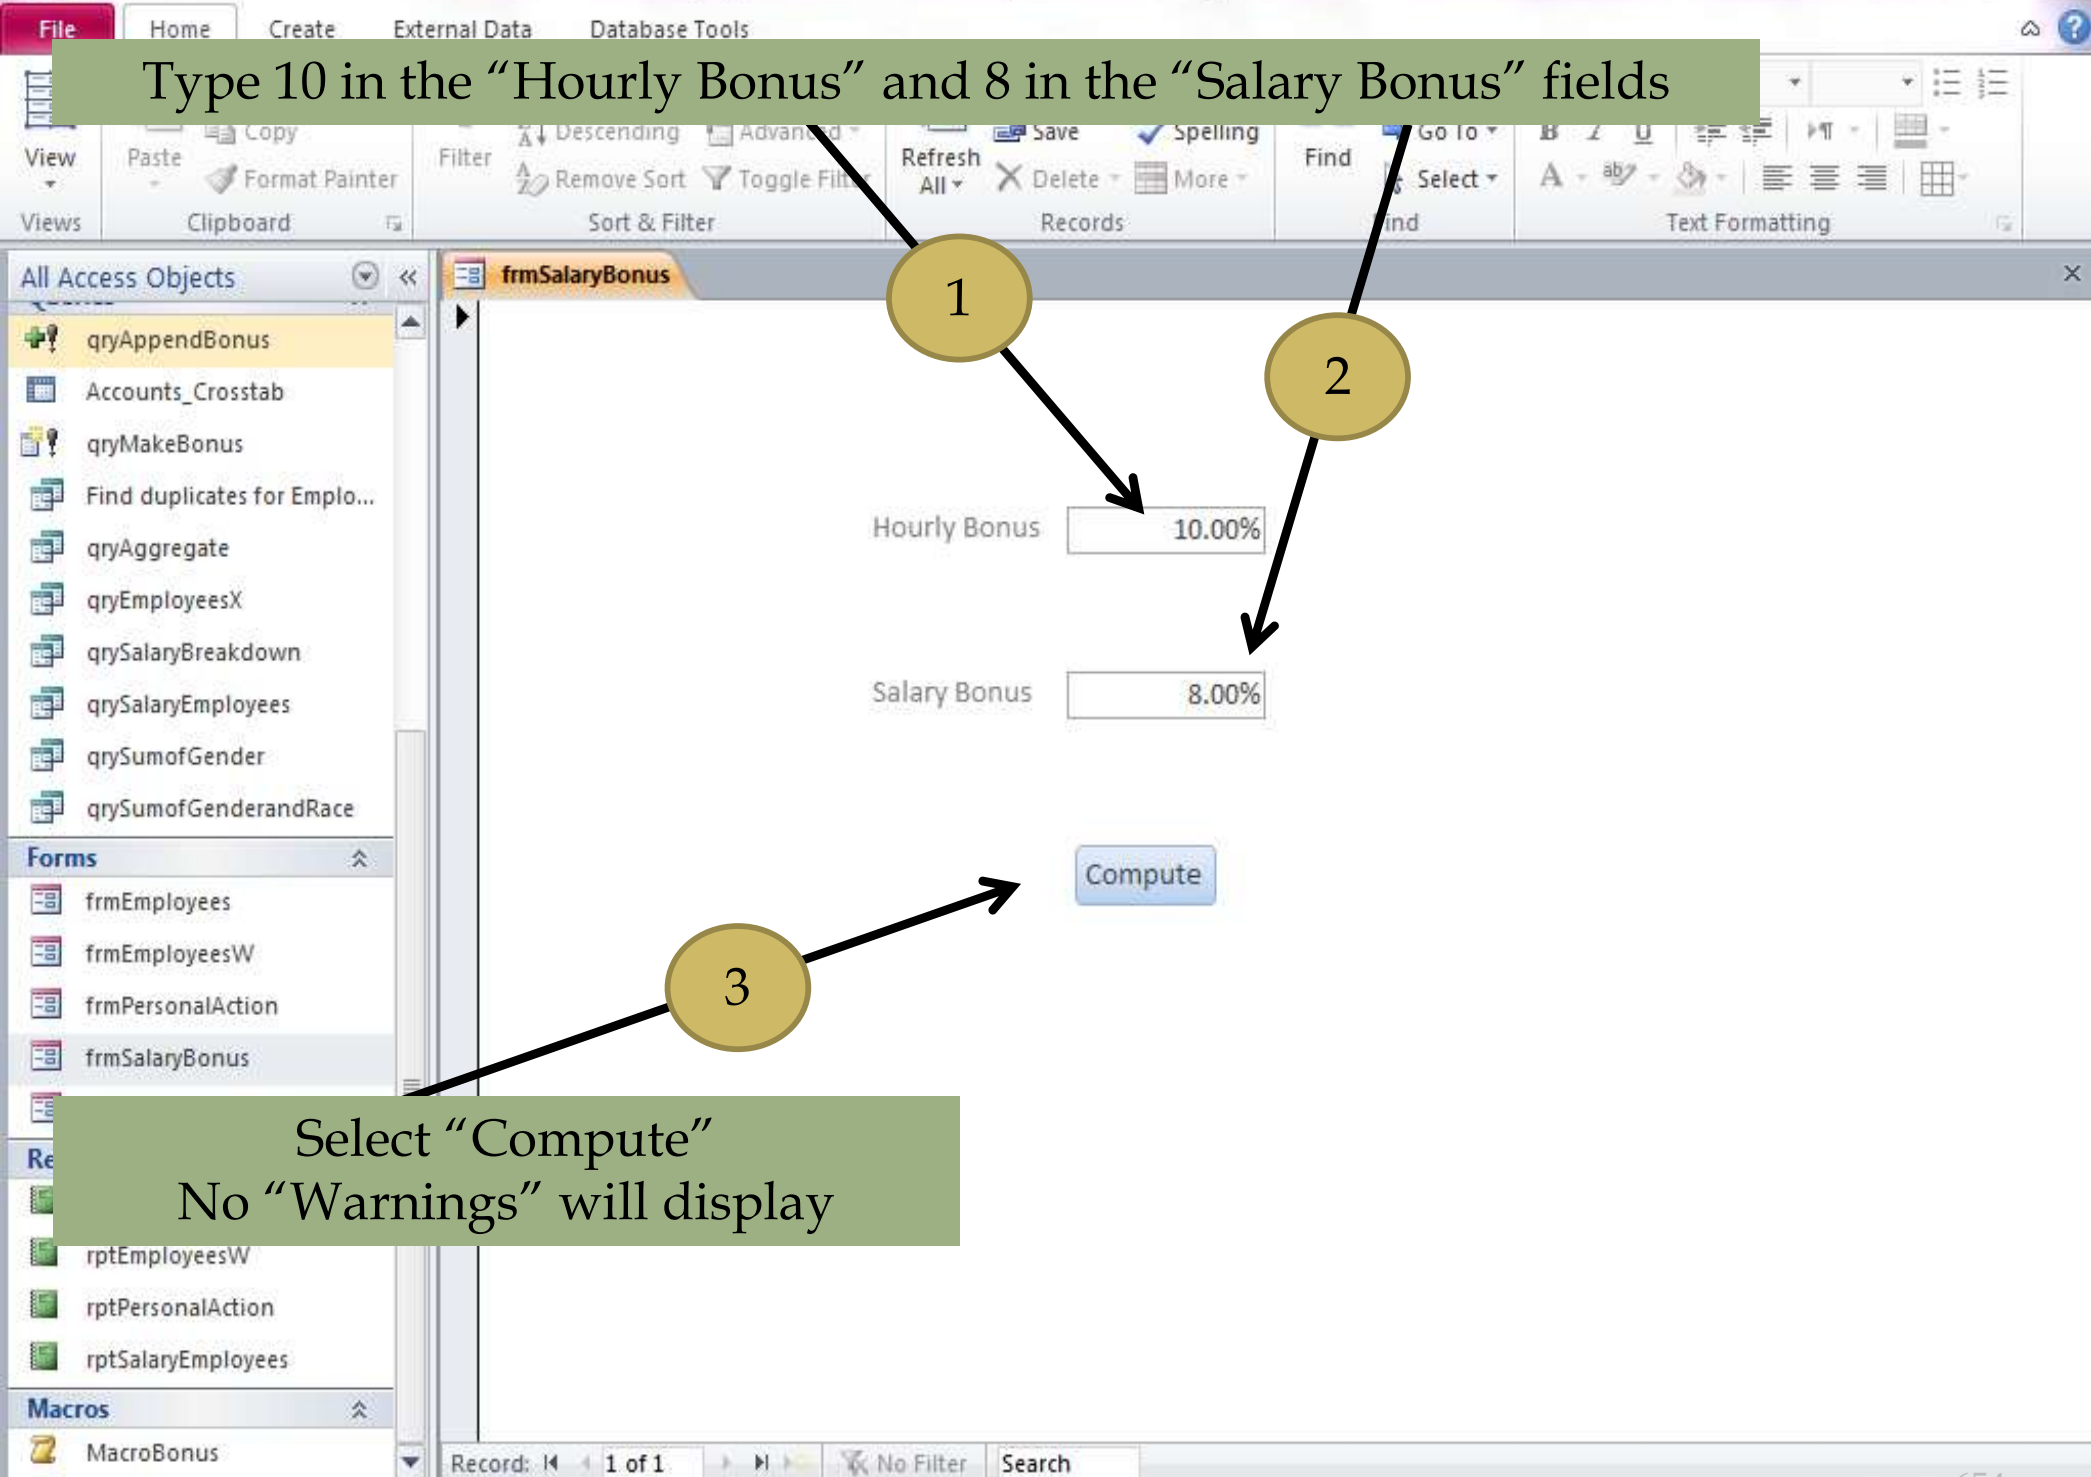 File Home Create External Data Database Tools
Type 10 in the “Hourly Bonus” and 8 in the “Salary Bonus” fields
View
Paste
Copy
Format Painter
Filter
Descending
Advanced
Remove Sort
Toggle Filter
Refresh
All
Save
Spelling
Delete
More
Find
Go To
Select
Views Clipboard Sort & Filter Records Find Text Formatting
All Access Objects
frmSalaryBonus
qryAppendBonus
Accounts_Crosstab
qryMakeBonus
Find duplicates for Emplo...
qryAggregate
qryEmployeesX
qrySalaryBreakdown
qrySalaryEmployees
qrySumofGender
qrySumofGenderandRace
Forms
frmEmployees
frmEmployeesW
frmPersonalAction
frmSalaryBonus
1
2
Hourly Bonus 10.00%
Salary Bonus 8.00%
Compute
3
Select “Compute”
No “Warnings” will display
rptEmployeesW
rptPersonalAction
rptSalaryEmployees
Macros
MacroBonus
Record: 1 of 1 No Filter Search